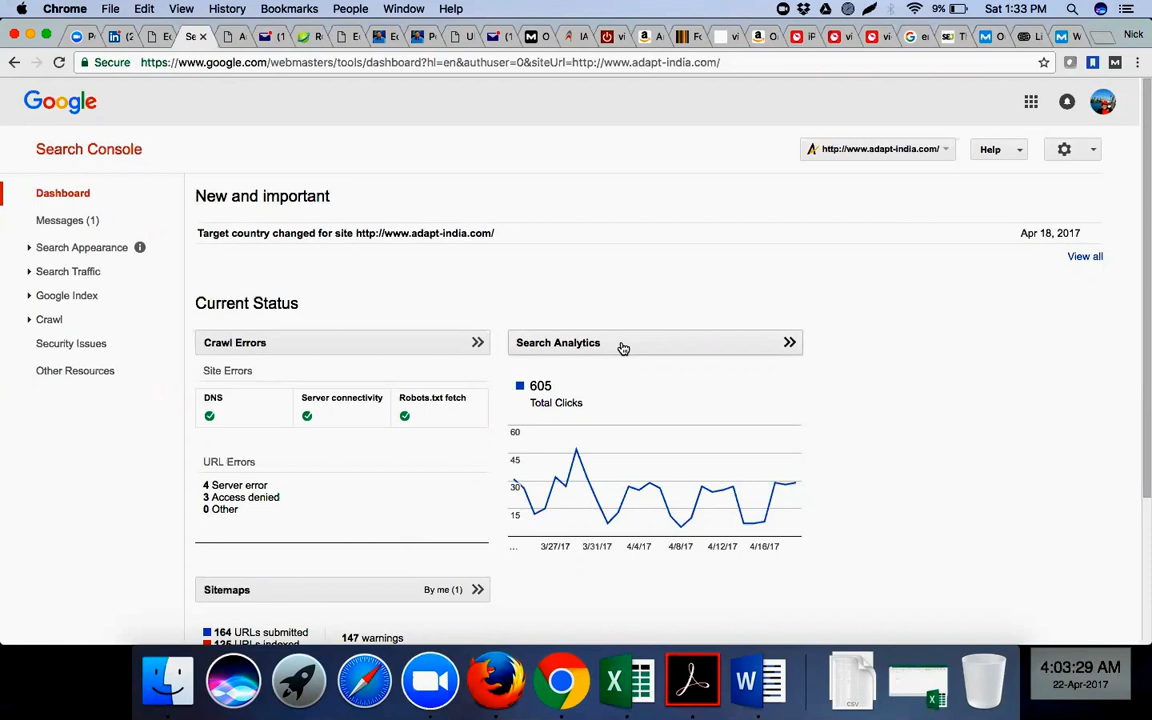 Chrome File Edit View History Bookmarks People Window Help 9% Sat 1:33 PM
Se
Nick
Secure https://www.google.com/webmasters/tools/dashboard?hl=en&authuser=0&siteUrl=http://www.adapt-india.com/
Google
Search Console
http://www.adapt-india.com/
Help
Dashboard
Messages (1)
Search Appearance
Search Traffic
Google Index
Crawl
Security Issues
Other Resources
New and important
Target country changed for site http://www.adapt-india.com/ Apr 18, 2017
View all
Current Status
Crawl Errors
Site Errors
DNS Server connectivity Robots.txt fetch
URL Errors
4 Server error
3 Access denied
0 Other
Search Analytics
605
Total Clicks
60
45
30
15
... 3/27/17 3/31/17 4/4/17 4/8/17 4/12/17 4/16/17
Sitemaps By me (1)
164 URLs submitted
125 URLs indexed
147 warnings
CSV
4:03:29 AM
22-Apr-2017